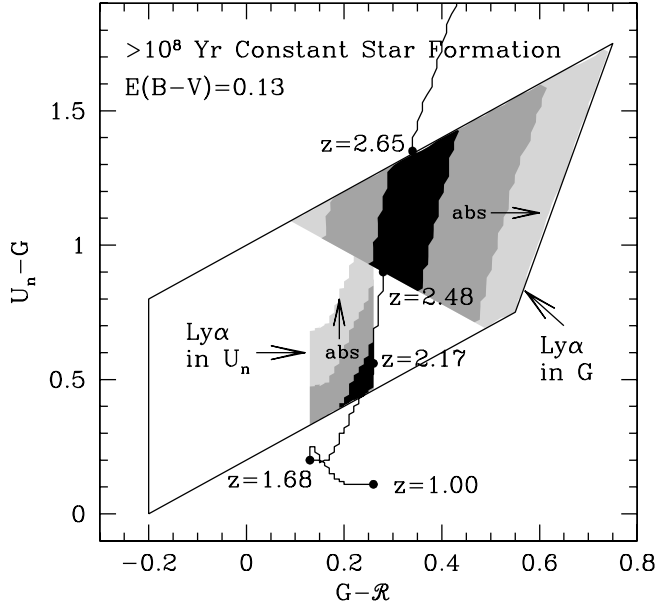 >10⁸ Yr Constant Star Formation
E(B−V)=0.13
z=2.65
abs
z=2.48
Lyα
in Uₙ
abs
z=2.17
Lyα
in G
z=1.68
z=1.00
Uₙ−G
0
0.5
1
1.5
−0.2
0
0.2
0.4
0.6
0.8
G−ℛ